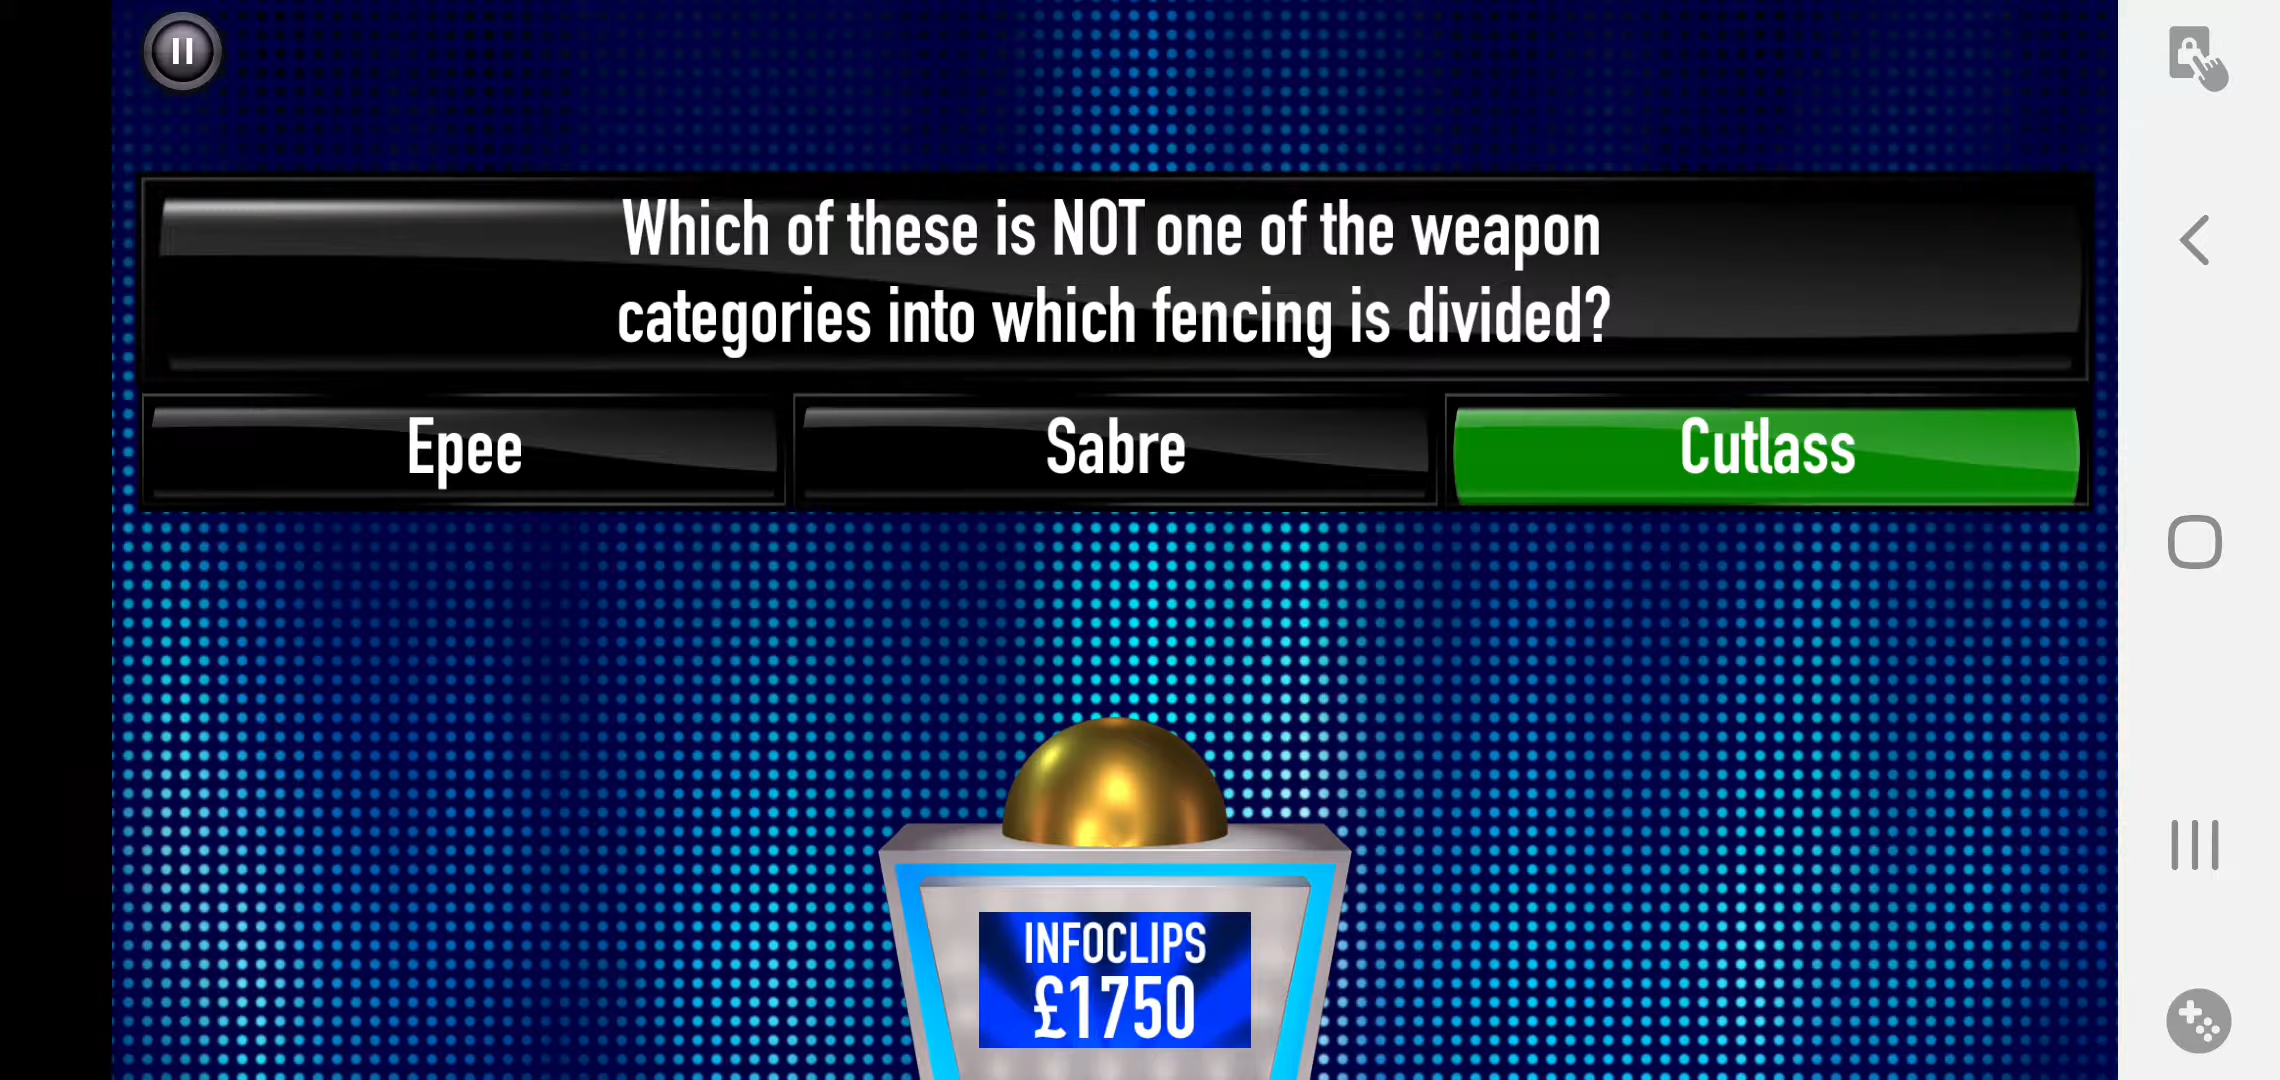 Which of these is NOT one of the weapon
categories into which fencing is divided?
Epee
Sabre
Cutlass
INFOCLIPS
£1750